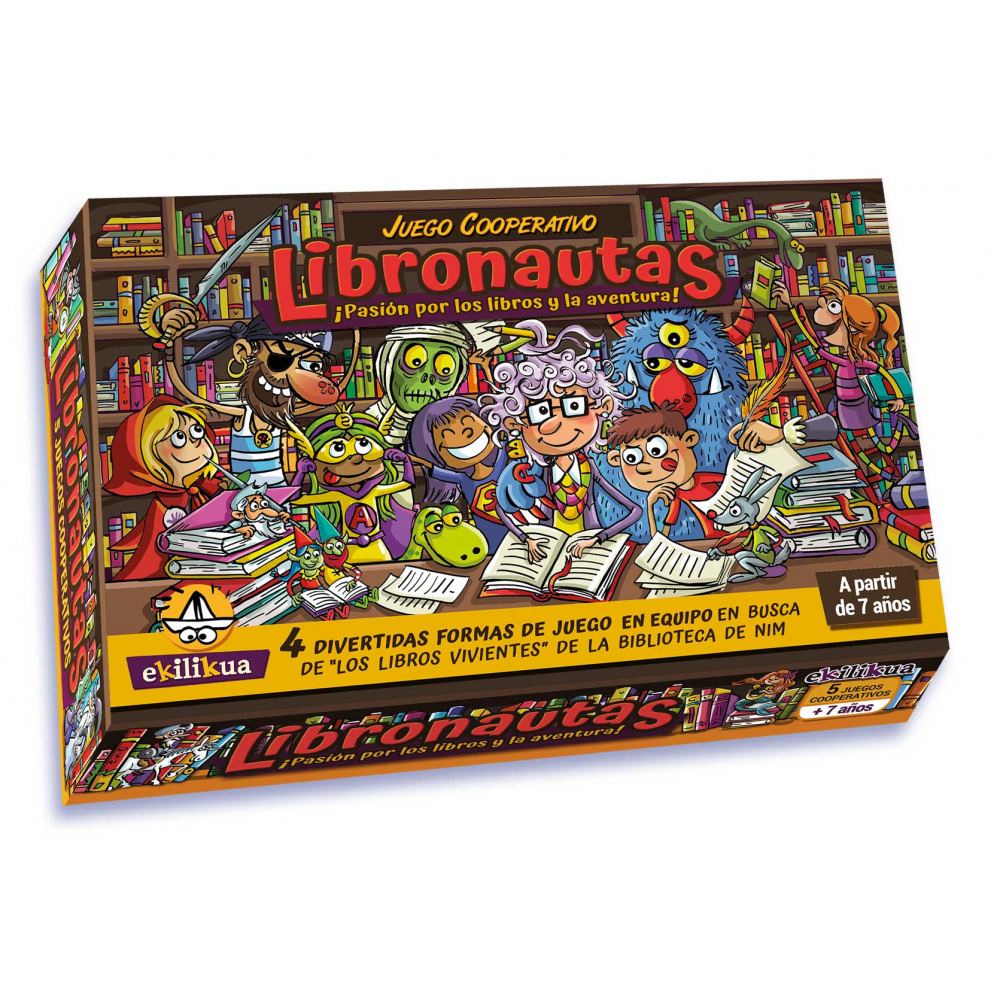 JUEGO COOPERATIVO
Libronautas
¡Pasión por los libros y la aventura!
A
A partir
de 7 años
4 DIVERTIDAS FORMAS DE JUEGO EN EQUIPO EN BUSCA
DE "LOS LIBROS VIVIENTES" DE LA BIBLIOTECA DE NIM
ekilikua
Libronautas
JUEGOS COOPERATIVOS
Libronautas
¡Pasión por los libros y la aventura!
ekilikua
5 JUEGOS
COOPERATIVOS
+ 7 años